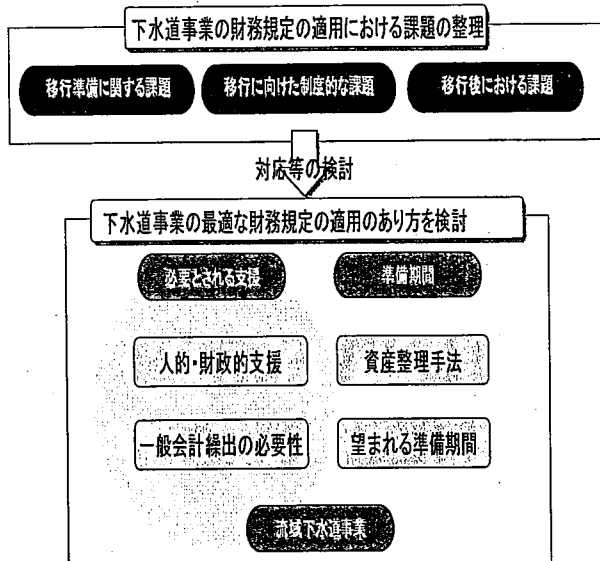 下水道事業の財務規定の適用における課題の整理
移行準備に関する課題
移行に向けた制度的な課題
移行後における課題
対応等の検討
下水道事業の最適な財務規定の適用のあり方を検討
必要とされる支援
準備期間
人的・財政的支援
資産整理手法
一般会計繰出の必要性
望まれる準備期間
流域下水道事業